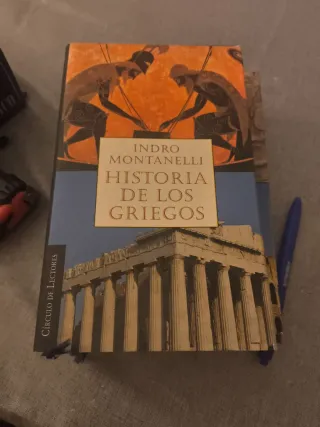 INDRO
MONTANELLI
HISTORIA
DE LOS
GRIEGOS
CÍRCULO DE LECTORES